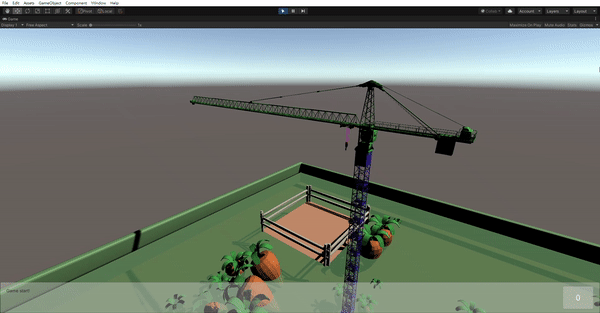 File Edit Assets GameObject Component Window Help
Pivot Local Collab Account Layers Layout
Game
Display 1 Free Aspect Scale 1x Maximize On Play Mute Audio Stats Gizmos
Game start!
0